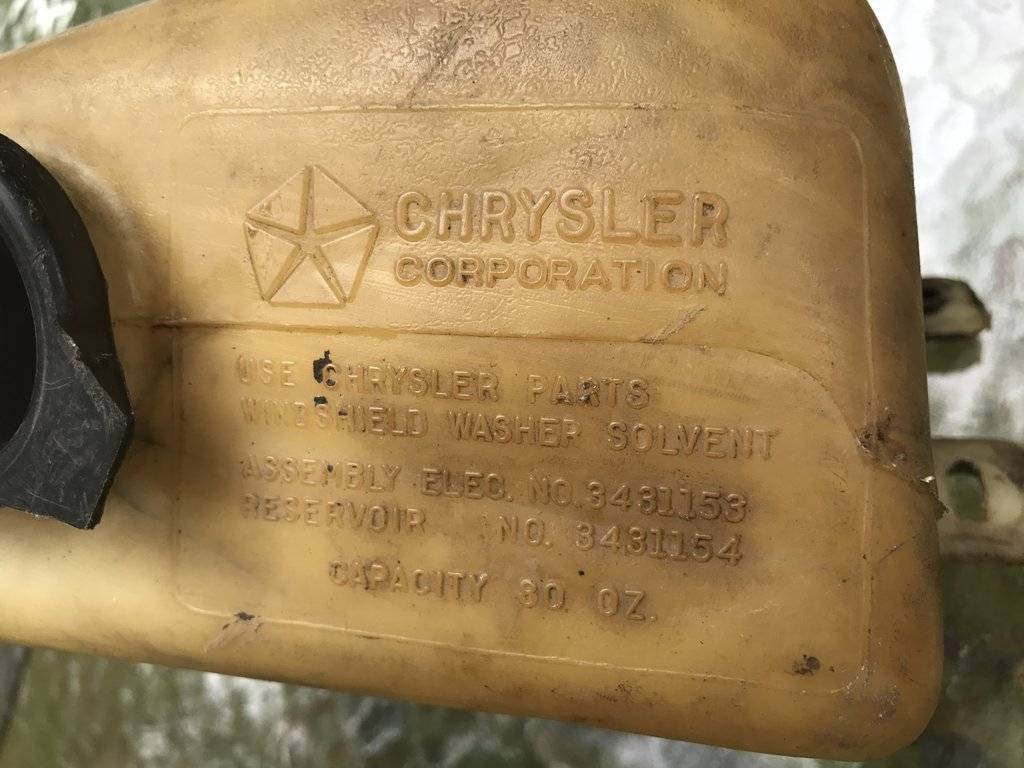 CHRYSLER
CORPORATION
USE CHRYSLER PARTS
WINDSHIELD WASHER SOLVENT
ASSEMBLY ELEC. NO. 3431153
RESERVOIR NO. 3431154
CAPACITY 30 OZ.